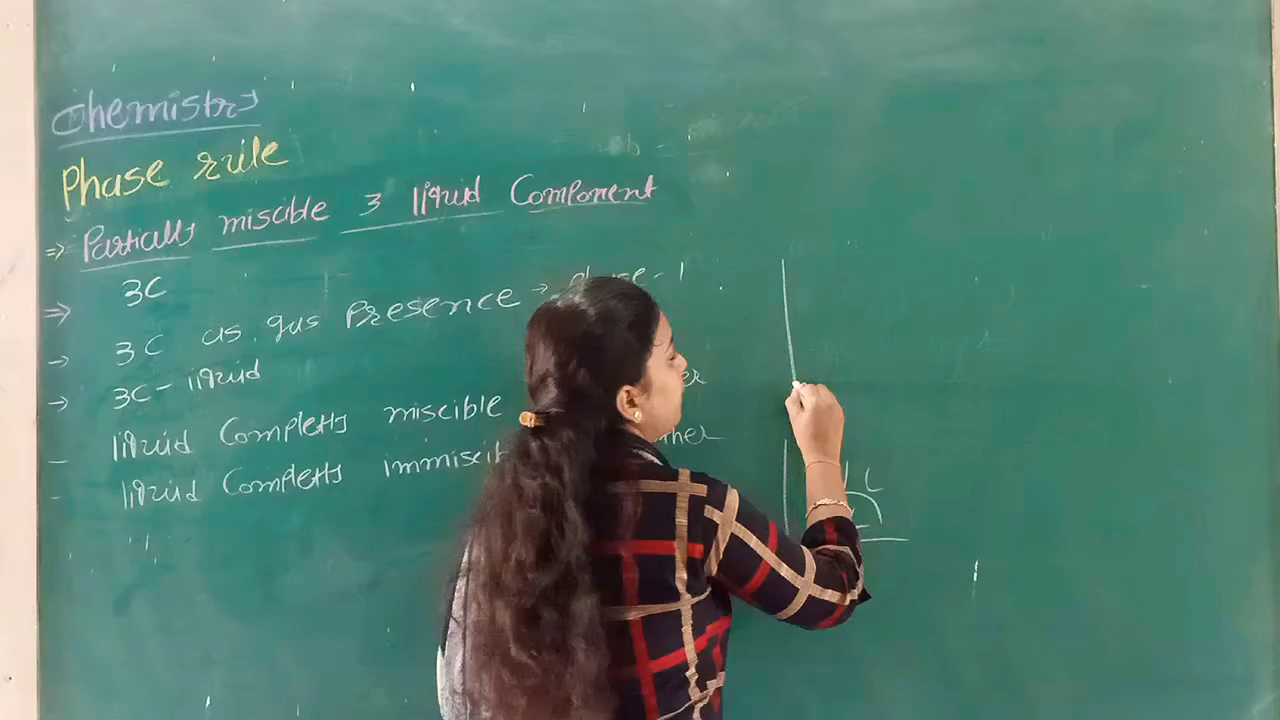 Chemistry
Phase rule
⇒ Partially miscible 3 liquid Component
⇒ 3C
→ 3C as gas Presence → Phase - 1
→ 3C - liquid
- liquid Completly miscible
- liquid Completly
"